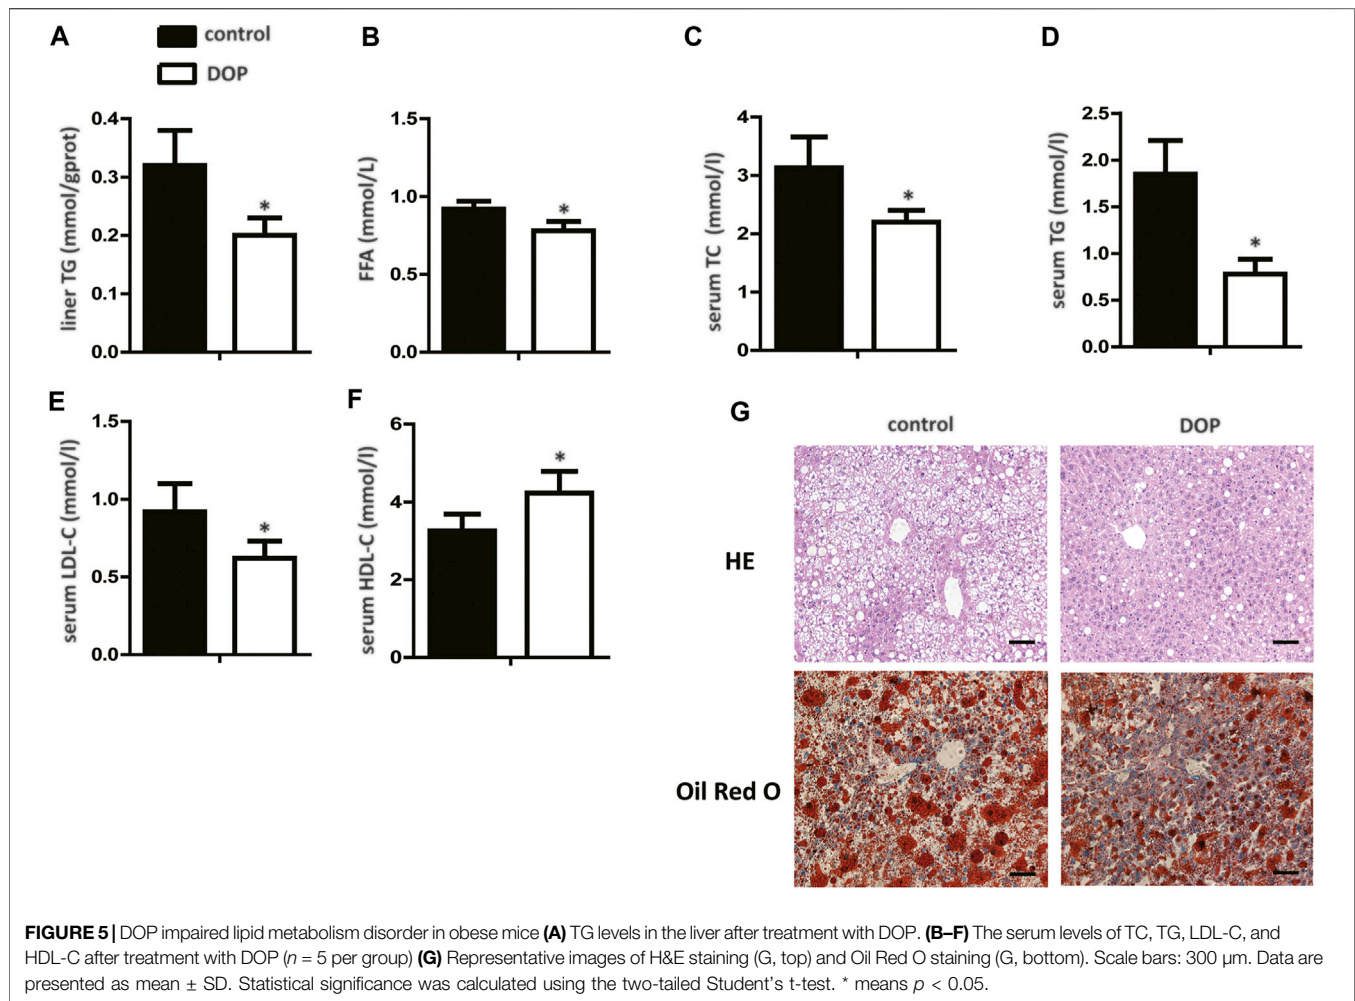 A
control
DOP
B
C
D
0.4
0.3
0.2
0.1
0.0
liner TG (mmol/gprot)
*
1.5
1.0
0.5
0.0
FFA (mmol/L)
*
4
3
2
1
0
serum TC (mmol/l)
*
2.5
2.0
1.5
1.0
0.5
0.0
serum TG (mmol/l)
*
E
1.5
1.0
0.5
0.0
serum LDL-C (mmol/l)
*
F
6
4
2
0
serum HDL-C (mmol/l)
*
G
control
DOP
HE
Oil Red O
FIGURE 5 | DOP impaired lipid metabolism disorder in obese mice (A) TG levels in the liver after treatment with DOP. (B–F) The serum levels of TC, TG, LDL-C, and
HDL-C after treatment with DOP (n = 5 per group) (G) Representative images of H&E staining (G, top) and Oil Red O staining (G, bottom). Scale bars: 300 μm. Data are
presented as mean ± SD. Statistical significance was calculated using the two-tailed Student's t-test. * means p < 0.05.